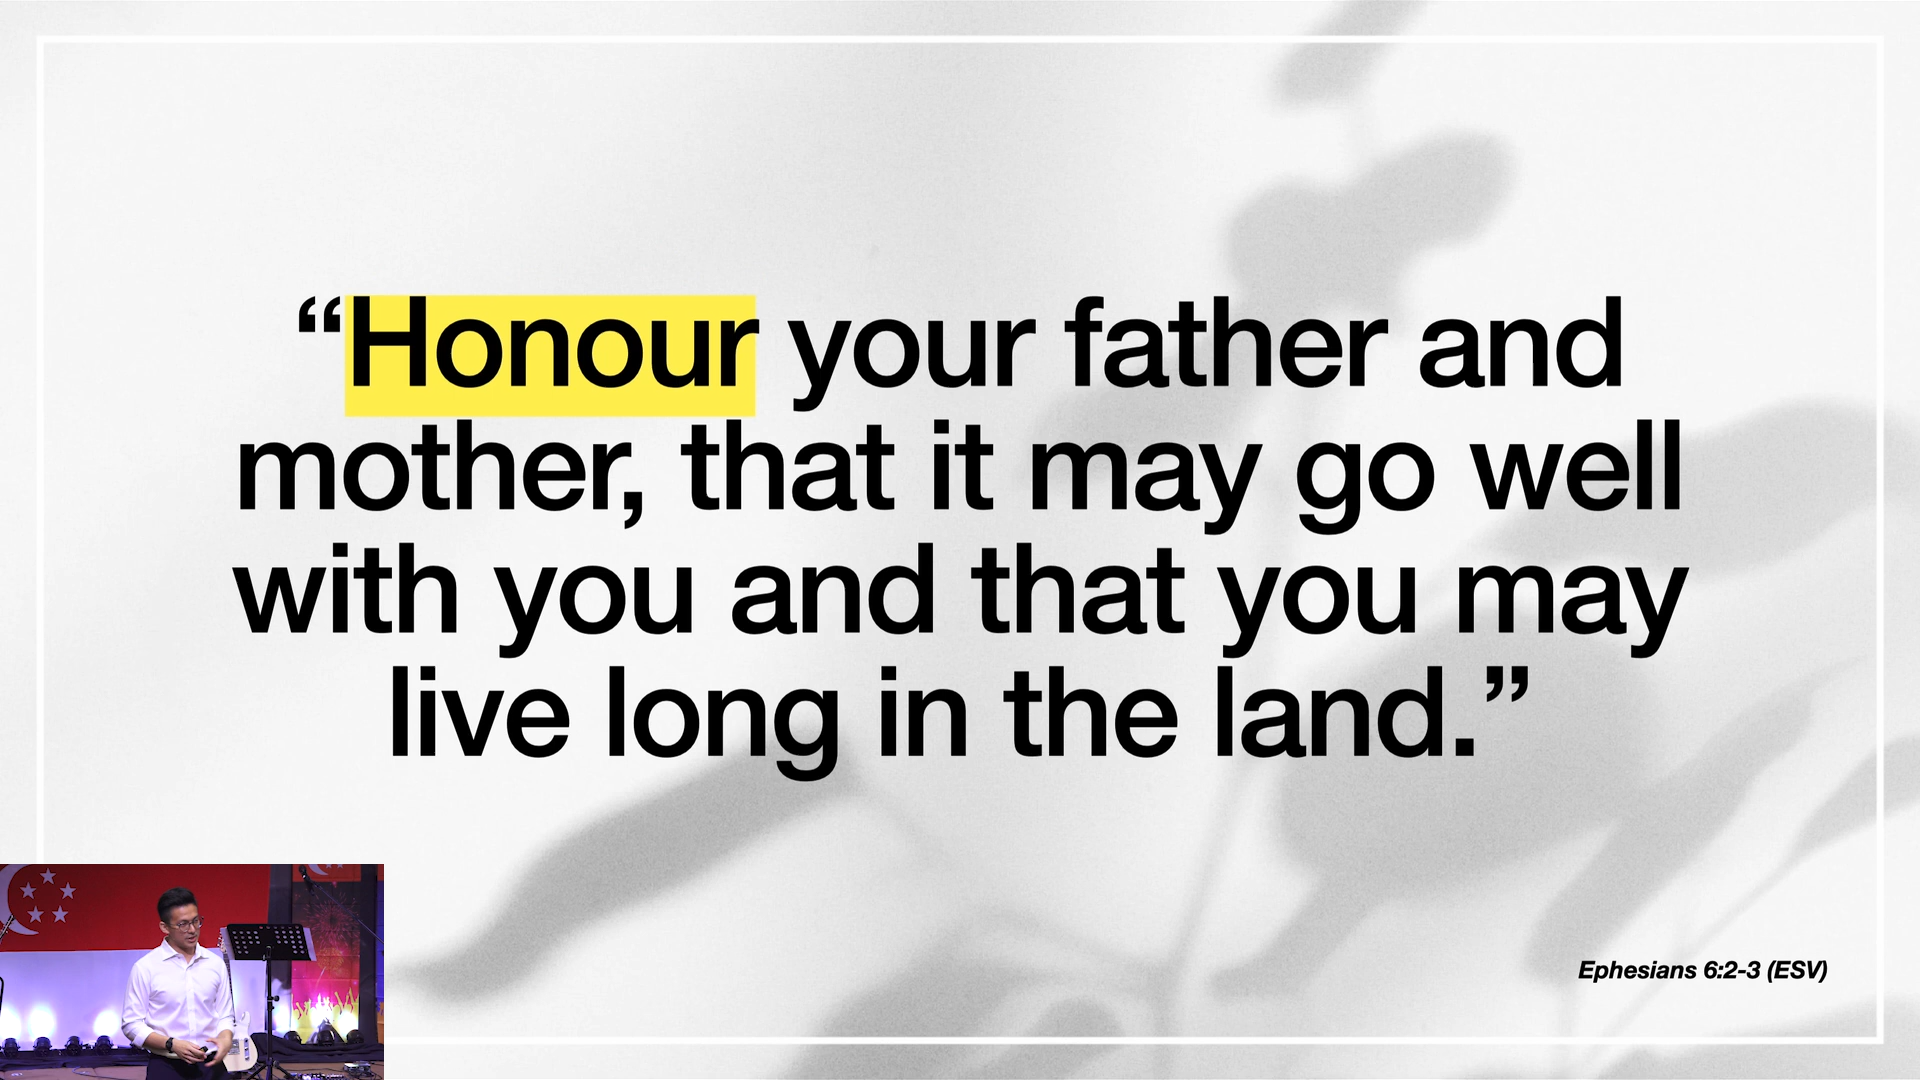 “Honour your father and
mother, that it may go well
with you and that you may
live long in the land.”
Ephesians 6:2-3 (ESV)